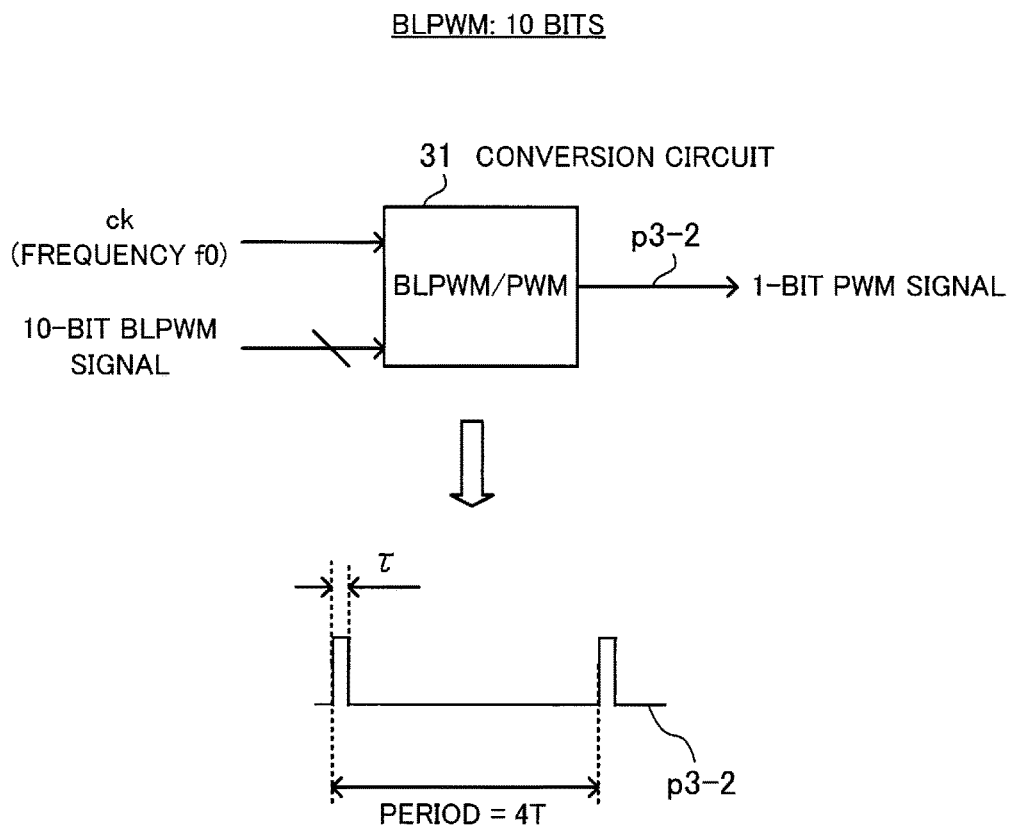 BLPWM: 10 BITS
31 CONVERSION CIRCUIT
ck
(FREQUENCY f0)
p3-2
BLPWM/PWM
1-BIT PWM SIGNAL
10-BIT BLPWM
SIGNAL
τ
p3-2
PERIOD = 4T